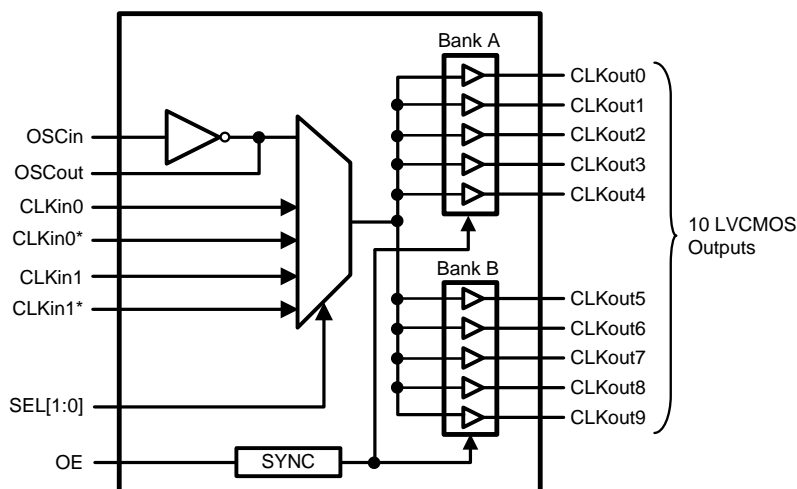 Bank A
CLKout0
CLKout1
CLKout2
CLKout3
CLKout4
OSCin
OSCout
CLKin0
CLKin0*
CLKin1
CLKin1*
SEL[1:0]
OE
SYNC
Bank B
CLKout5
CLKout6
CLKout7
CLKout8
CLKout9
10 LVCMOS
Outputs